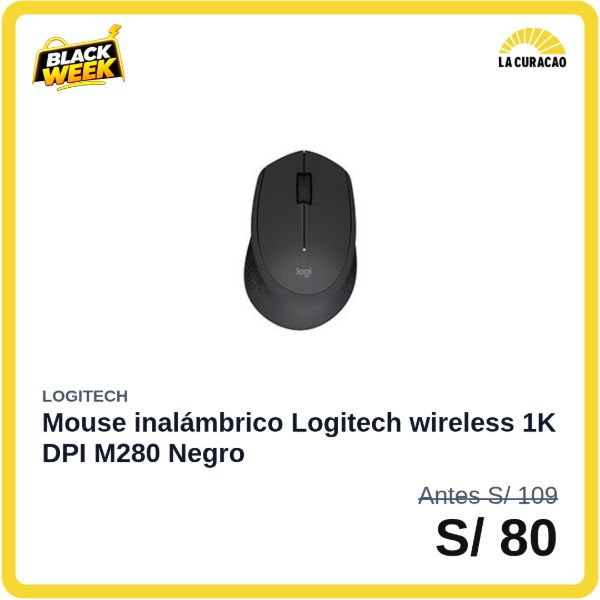 BLACK
WEEK
LA CURACAO
logi
LOGITECH
Mouse inalámbrico Logitech wireless 1K
DPI M280 Negro
Antes S/ 109
S/ 80